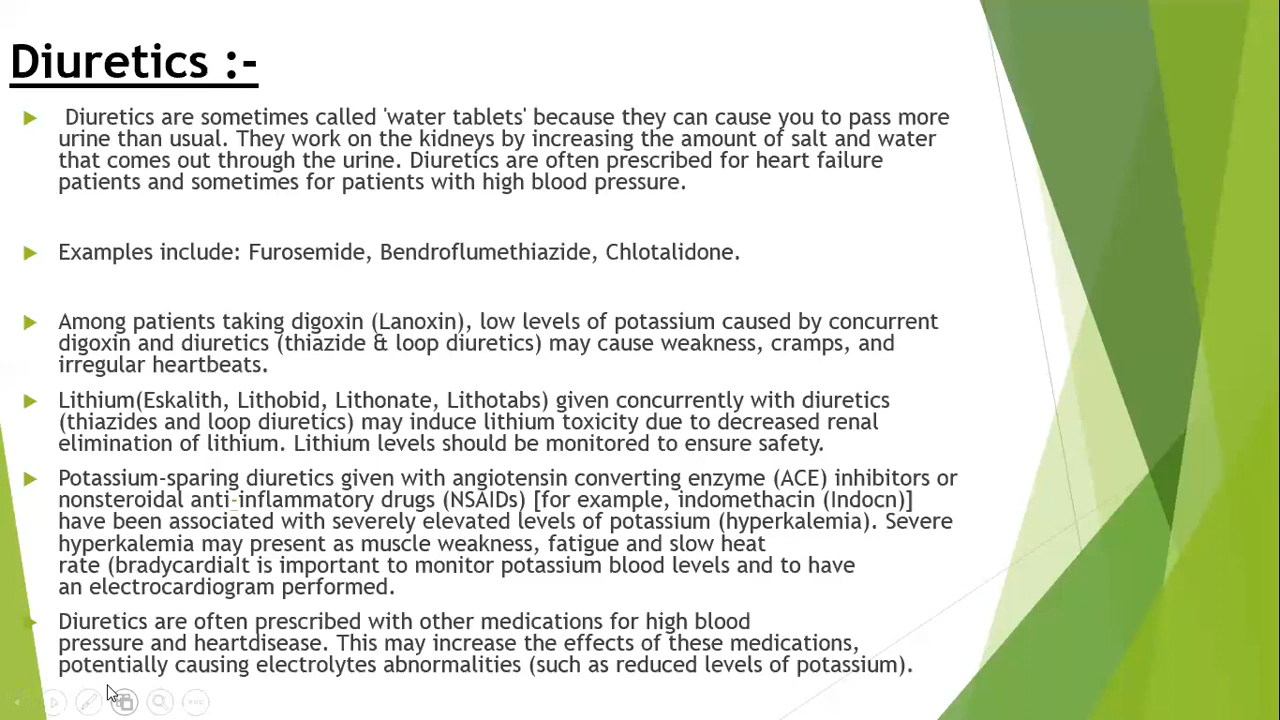 Diuretics :-
Diuretics are sometimes called 'water tablets' because they can cause you to pass more
urine than usual. They work on the kidneys by increasing the amount of salt and water
that comes out through the urine. Diuretics are often prescribed for heart failure
patients and sometimes for patients with high blood pressure.
Examples include: Furosemide, Bendroflumethiazide, Chlotalidone.
Among patients taking digoxin (Lanoxin), low levels of potassium caused by concurrent
digoxin and diuretics (thiazide & loop diuretics) may cause weakness, cramps, and
irregular heartbeats.
Lithium(Eskalith, Lithobid, Lithonate, Lithotabs) given concurrently with diuretics
(thiazides and loop diuretics) may induce lithium toxicity due to decreased renal
elimination of lithium. Lithium levels should be monitored to ensure safety.
Potassium-sparing diuretics given with angiotensin converting enzyme (ACE) inhibitors or
nonsteroidal anti-inflammatory drugs (NSAIDs) [for example, indomethacin (Indocn)]
have been associated with severely elevated levels of potassium (hyperkalemia). Severe
hyperkalemia may present as muscle weakness, fatigue and slow heat
rate (bradycardiaIt is important to monitor potassium blood levels and to have
an electrocardiogram performed.
Diuretics are often prescribed with other medications for high blood
pressure and heartdisease. This may increase the effects of these medications,
potentially causing electrolytes abnormalities (such as reduced levels of potassium).